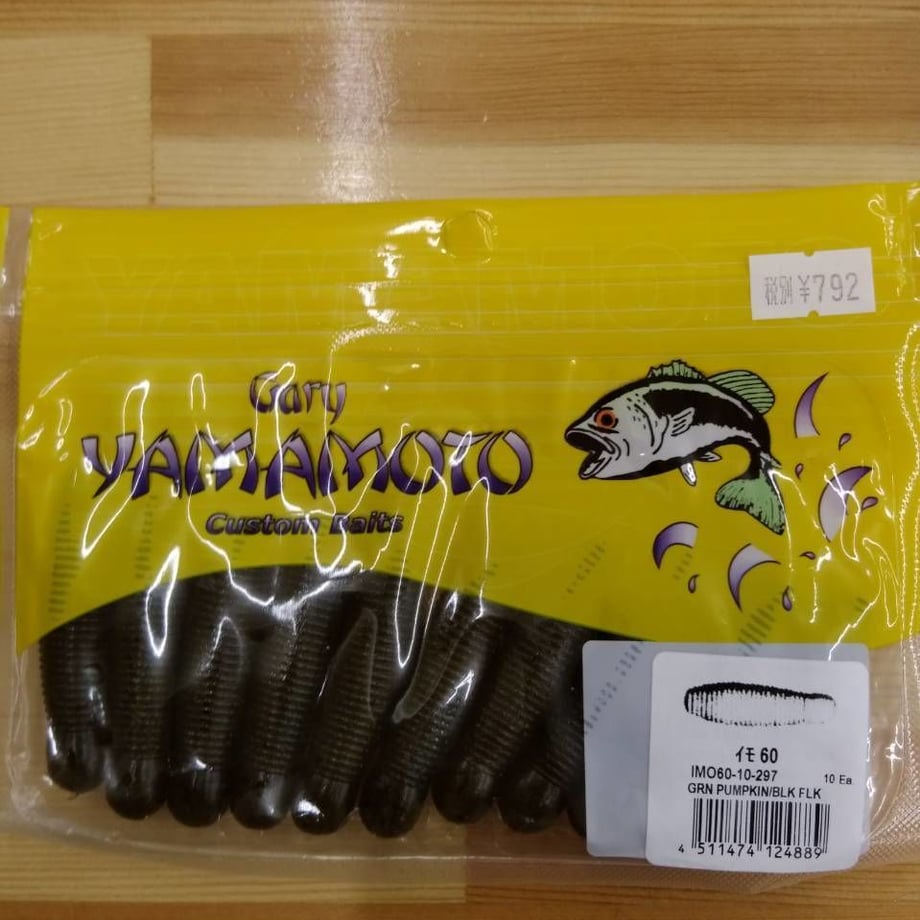 税別 ¥792
Gary
YAMAMOTO
Custom Baits
イモ 60
IMO60-10-297 10 Ea.
GRN PUMPKIN/BLK FLK
4 511474 124889